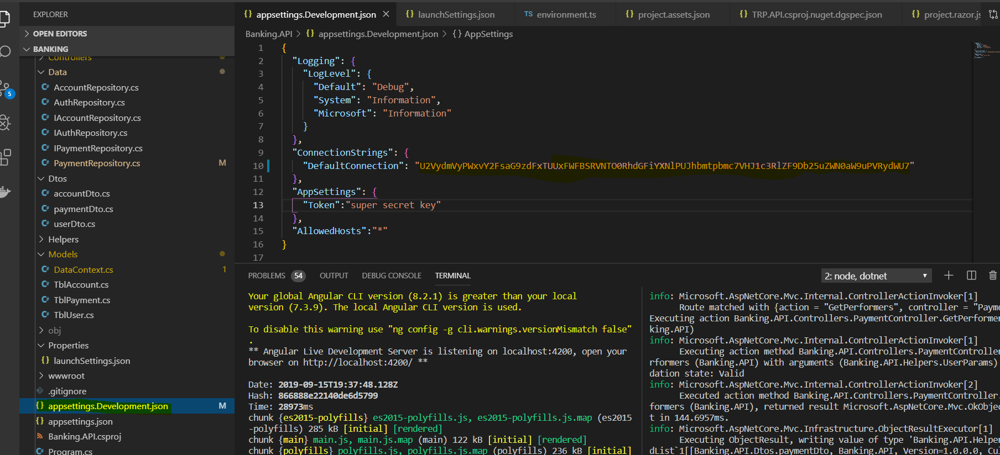 EXPLORER
OPEN EDITORS
BANKING
Controllers
Data
AccountRepository.cs
AuthRepository.cs
IAccountRepository.cs
IAuthRepository.cs
IPaymentRepository.cs
PaymentRepository.cs M
Dtos
accountDto.cs
paymentDto.cs
userDto.cs
Helpers
Models
DataContext.cs 1
TblAccount.cs
TblPayment.cs
TblUser.cs
obj
Properties
launchSettings.json
wwwroot
.gitignore
appsettings.Development.json M
appsettings.json
Banking.API.csproj
Program.cs
5
{} appsettings.Development.json × {} launchSettings.json TS environment.ts {} project.assets.json {} TRP.API.csproj.nuget.dgspec.json {} project.razor.js
Banking.API > {} appsettings.Development.json > {} AppSettings
1 {
2 "Logging": {
3 "LogLevel": {
4 "Default": "Debug",
5 "System": "Information",
6 "Microsoft": "Information"
7 }
8 },
9 "ConnectionStrings": {
10 "DefaultConnection": "U2VydmVyPWxvY2FsaG9zdFxTUUxFWFBSRVNTO0RhdGFiYXNlPUJhbmtpbmc7VHJ1c3RlZF9Db25uZWN0aW9uPVRydWU7"
11 },
12 "AppSettings": {
13 "Token":"super secret key"
14 },
15 "AllowedHosts":"*"
16 }
17
PROBLEMS 54 OUTPUT DEBUG CONSOLE TERMINAL 2: node, dotnet
Your global Angular CLI version (8.2.1) is greater than your local
version (7.3.9). The local Angular CLI version is used.
To disable this warning use "ng config -g cli.warnings.versionMismatch false"
.
** Angular Live Development Server is listening on localhost:4200, open your
browser on http://localhost:4200/ **
Date: 2019-09-15T19:37:48.128Z
Hash: 866888e22140de6d5799
Time: 28973ms
chunk {es2015-polyfills} es2015-polyfills.js, es2015-polyfills.js.map (es2015
-polyfills) 285 kB [initial] [rendered]
chunk {main} main.js, main.js.map (main) 122 kB [initial] [rendered]
chunk {polyfills} polyfills.js, polyfills.js.map (polyfills) 236 kB [initial]
info: Microsoft.AspNetCore.Mvc.Internal.ControllerActionInvoker[1]
Route matched with {action = "GetPerformers", controller = "Payme
Executing action Banking.API.Controllers.PaymentController.GetPerformer
king.API)
info: Microsoft.AspNetCore.Mvc.Internal.ControllerActionInvoker[1]
Executing action method Banking.API.Controllers.PaymentController
rformers (Banking.API) with arguments (Banking.API.Helpers.UserParams)
dation state: Valid
info: Microsoft.AspNetCore.Mvc.Internal.ControllerActionInvoker[2]
Executed action method Banking.API.Controllers.PaymentController.
formers (Banking.API), returned result Microsoft.AspNetCore.Mvc.OkObjec
t in 144.6957ms.
info: Microsoft.AspNetCore.Mvc.Infrastructure.ObjectResultExecutor[1]
Executing ObjectResult, writing value of type 'Banking.API.Helper
dList`1[[Banking.API.Dtos.paymentDto, Banking.API, Version=1.0.0.0, Cul